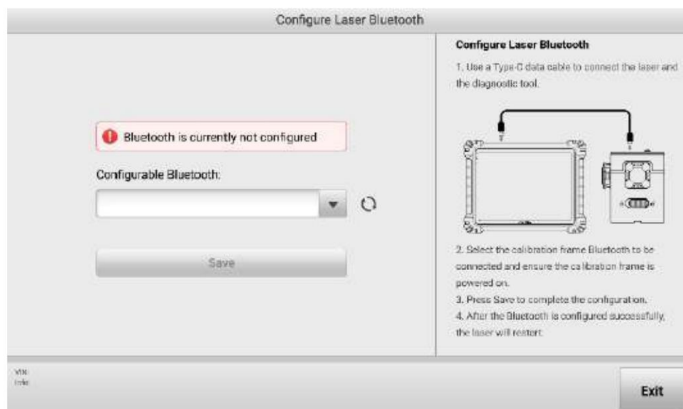 Configure Laser Bluetooth
Bluetooth is currently not configured
Configurable Bluetooth:
Save
Configure Laser Bluetooth
1. Use a Type-C data cable to connect the laser and
the diagnostic tool.
2. Select the calibration frame Bluetooth to be
connected and ensure the calibration frame is
powered on.
3. Press Save to complete the configuration.
4. After the Bluetooth is configured successfully,
the laser will restart.
VIN:
Exit